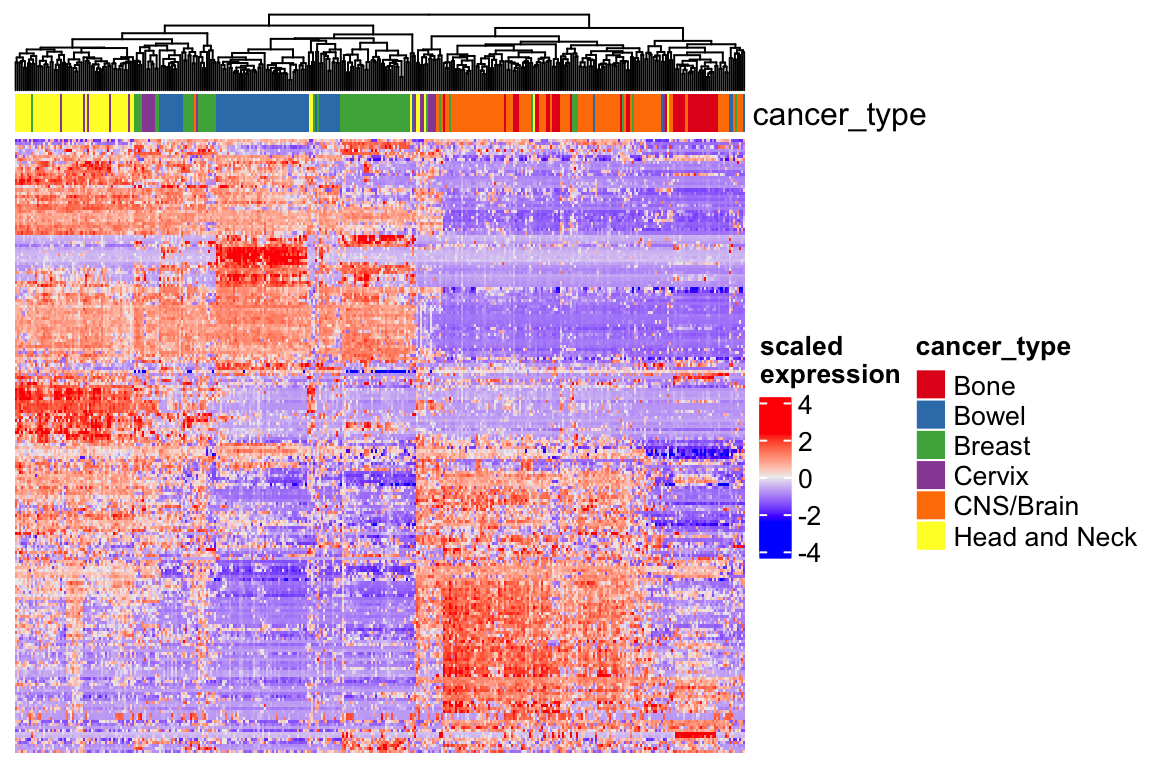 cancer_type
scaled
expression
4
2
0
-2
-4
cancer_type
Bone
Bowel
Breast
Cervix
CNS/Brain
Head and Neck